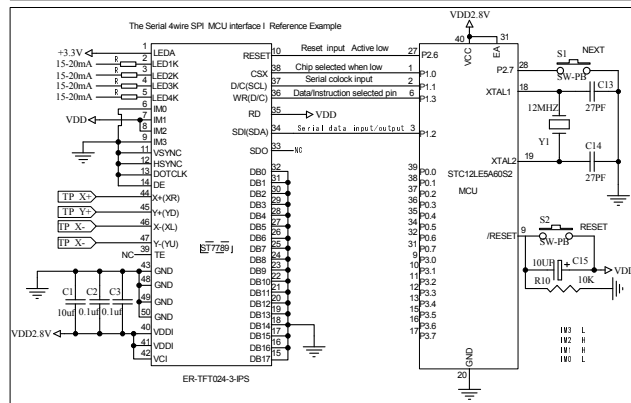 The Serial 4wire SPI MCU interface I Reference Example
VDD2.8V
+3.3V
15-20mA
15-20mA
15-20mA
15-20mA
R
R
R
R
1 LEDA
2 LED1K
3 LED2K
4 LED3K
5 LED4K
6 IM0
7 IM1
8 IM2
9 IM3
11 VSYNC
12 HSYNC
13 DOTCLK
14 DE
44 X+(XR)
45 Y+(YD)
46 X-(XL)
47 Y-(YU)
39 TE
43 GND
48 GND
49 GND
50 GND
40 VDDI
41 VDDI
42 VCI
VDD
TP X+
TP Y+
TP X-
TP X-
NC
C1
C2
C3
10uf
0.1uf
0.1uf
VDD2.8V
ST7789
ER-TFT024-3-IPS
RESET 10 Reset input Active low 27 P2.6
CSX 38 Chip selected when low 1 P1.0
D/C(SCL) 37 Serial colock input 2 P1.1
WR(D/C) 36 Data/Instruction selected pin 6 P1.3
RD 35 VDD
SDI(SDA) 34 Serial data input/output 3 P1.2
SDO 33 NC
DB0 32
DB1 31
DB2 30
DB3 29
DB4 28
DB5 27
DB6 26
DB7 25
DB8 24
DB9 23
DB10 22
DB11 21
DB12 20
DB13 19
DB14 18
DB15 17
DB16 16
DB17 15
39 P0.0
38 P0.1
37 P0.2
36 P0.3
35 P0.4
34 P0.5
32 P0.6
31 P0.7
9 P3.0
10 P3.1
11 P3.2
12 P3.3
13 P3.4
15 P3.5
16 P3.6
17 P3.7
STC12LE5A60S2
MCU
40
VCC
31
EA
P2.7 28
XTAL1 18
XTAL2 19
/RESET 9
GND
20
S1 NEXT
SW-PB
12MHZ
Y1
C13
27PF
C14
27PF
S2 RESET
SW-PB
10UF + C15
R10 10K
VDD
IM3 L
IM2 H
IM1 H
IM0 L